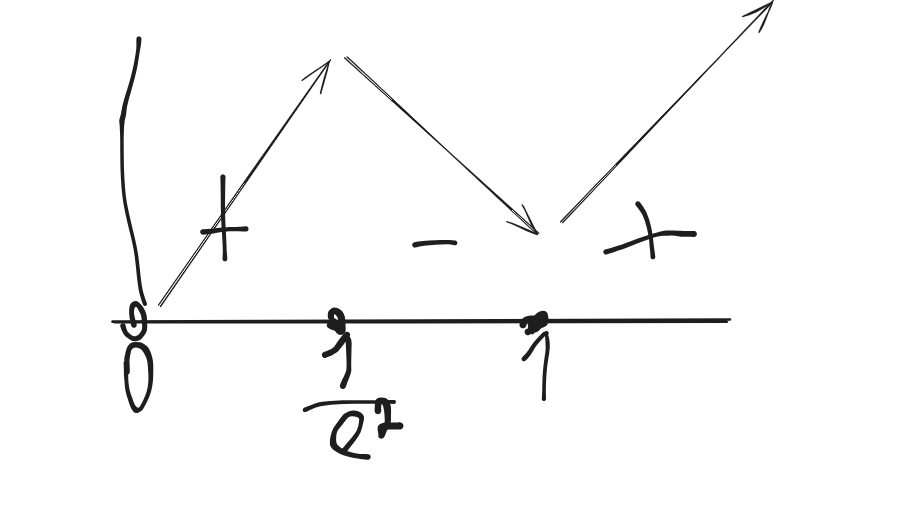 + - +
0 1/e² 1